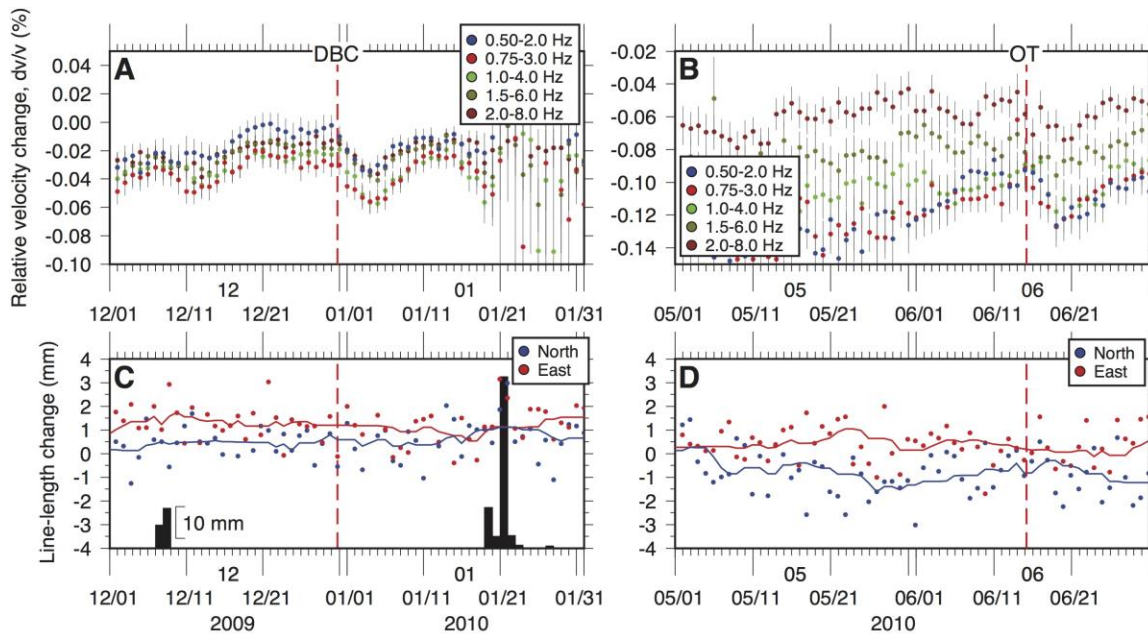 Relative velocity change, dv/v (%)
A
DBC
0.04
0.02
0.00
-0.02
-0.04
-0.06
-0.08
-0.10
0.50-2.0 Hz
0.75-3.0 Hz
1.0-4.0 Hz
1.5-6.0 Hz
2.0-8.0 Hz
12 01
12/01 12/11 12/21 01/01 01/11 01/21 01/31
B
OT
-0.02
-0.04
-0.06
-0.08
-0.10
-0.12
-0.14
0.50-2.0 Hz
0.75-3.0 Hz
1.0-4.0 Hz
1.5-6.0 Hz
2.0-8.0 Hz
05 06
05/01 05/11 05/21 06/01 06/11 06/21
Line-length change (mm)
C
4
3
2
1
0
-1
-2
-3
-4
North
East
10 mm
12 01
12/01 12/11 12/21 01/01 01/11 01/21 01/31
2009 2010
D
4
3
2
1
0
-1
-2
-3
-4
North
East
05 06
05/01 05/11 05/21 06/01 06/11 06/21
2010